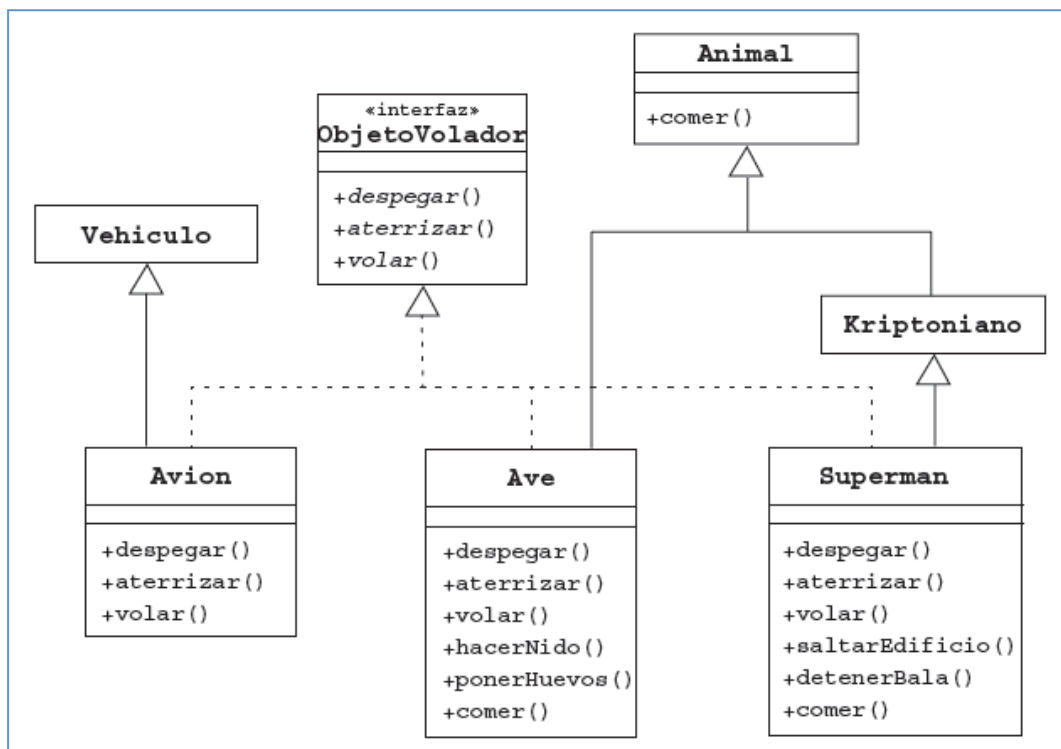 Animal
+comer()
«interfaz»
ObjetoVolador
+despegar()
+aterrizar()
+volar()
Vehiculo
Kriptoniano
Avion
+despegar()
+aterrizar()
+volar()
Ave
+despegar()
+aterrizar()
+volar()
+hacerNido()
+ponerHuevos()
+comer()
Superman
+despegar()
+aterrizar()
+volar()
+saltarEdificio()
+detenerBala()
+comer()